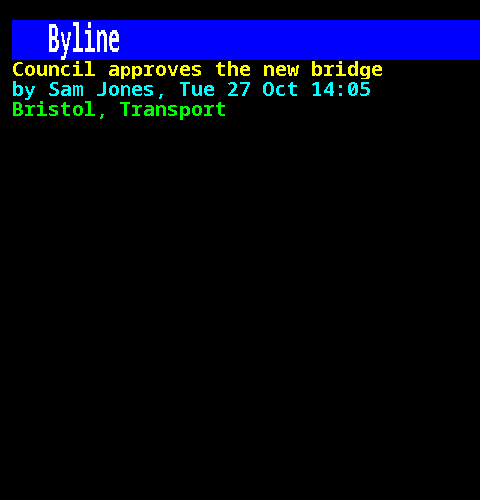 Byline
Council approves the new bridge
by Sam Jones, Tue 27 Oct 14:05
Bristol, Transport